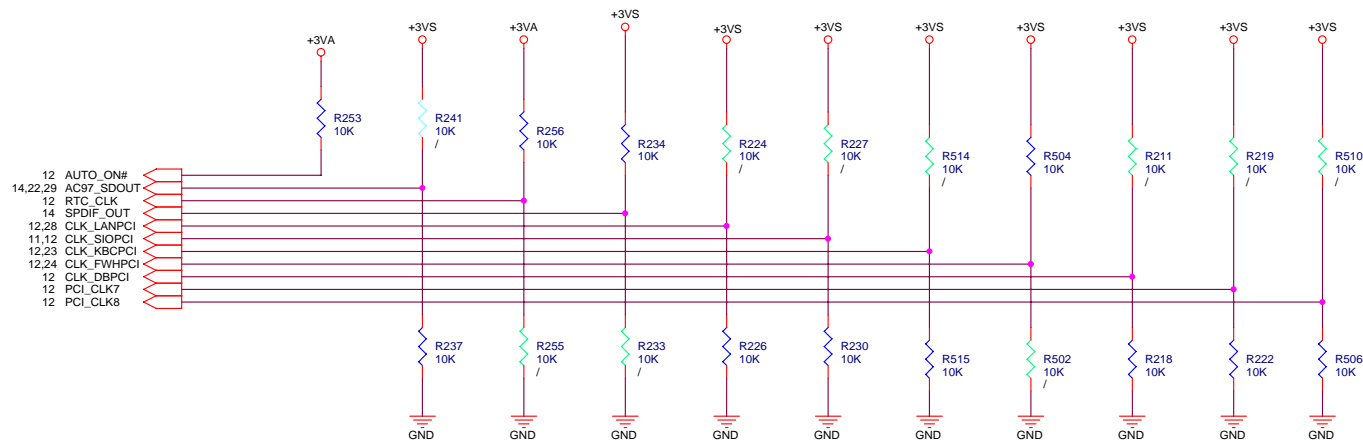 +3VS
+3VS
+3VA
+3VS
+3VS
+3VS
+3VS
+3VS
+3VS
+3VS
+3VA
R253
10K
R241
10K
/
R256
10K
R234
10K
R224
10K
/
R227
10K
/
R514
10K
/
R504
10K
R211
10K
/
R219
10K
/
R510
10K
/
12 AUTO_ON#
14,22,29 AC97_SDOUT
12 RTC_CLK
14 SPDIF_OUT
12,28 CLK_LANPCI
11,12 CLK_SIOPCI
12,23 CLK_KBCPCI
12,24 CLK_FWHPCI
12 CLK_DBPCI
12 PCI_CLK7
12 PCI_CLK8
R237
10K
R255
10K
/
R233
10K
/
R226
10K
R230
10K
R515
10K
R502
10K
/
R218
10K
R222
10K
R506
10K
GND
GND
GND
GND
GND
GND
GND
GND
GND
GND